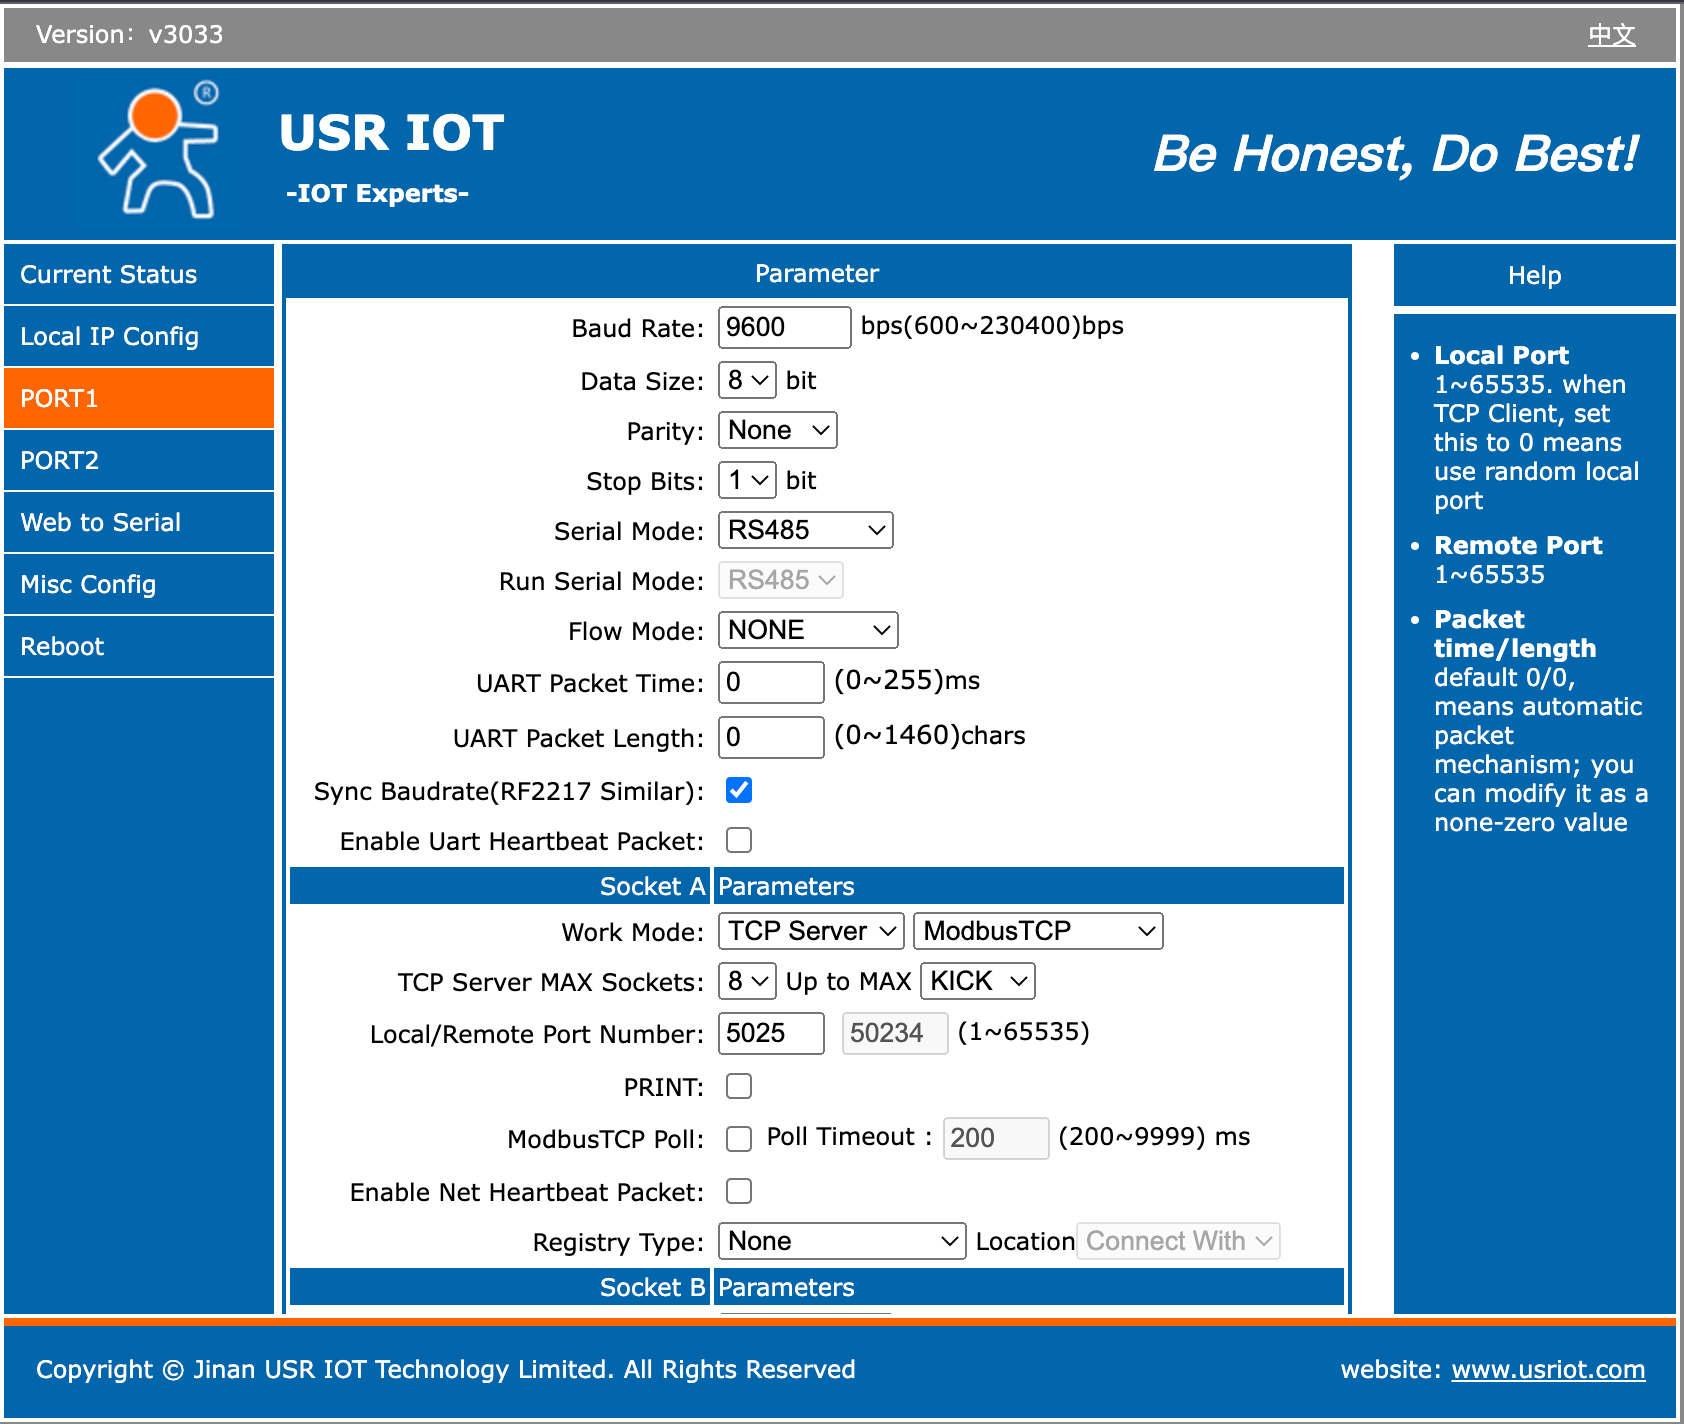 Version: v3033
中文
®
USR IOT
-IOT Experts-
Be Honest, Do Best!
Current Status
Local IP Config
PORT1
PORT2
Web to Serial
Misc Config
Reboot
Parameter
Baud Rate: 9600 bps(600~230400)bps
Data Size: 8 bit
Parity: None
Stop Bits: 1 bit
Serial Mode: RS485
Run Serial Mode: RS485
Flow Mode: NONE
UART Packet Time: 0 (0~255)ms
UART Packet Length: 0 (0~1460)chars
Sync Baudrate(RF2217 Similar):
Enable Uart Heartbeat Packet:
Socket A Parameters
Work Mode: TCP Server ModbusTCP
TCP Server MAX Sockets: 8 Up to MAX KICK
Local/Remote Port Number: 5025 50234 (1~65535)
PRINT:
ModbusTCP Poll: Poll Timeout : 200 (200~9999) ms
Enable Net Heartbeat Packet:
Registry Type: None Location Connect With
Socket B Parameters
Help
Local Port
1~65535. when
TCP Client, set
this to 0 means
use random local
port
Remote Port
1~65535
Packet
time/length
default 0/0,
means automatic
packet
mechanism; you
can modify it as a
none-zero value
Copyright © Jinan USR IOT Technology Limited. All Rights Reserved
website: www.usriot.com